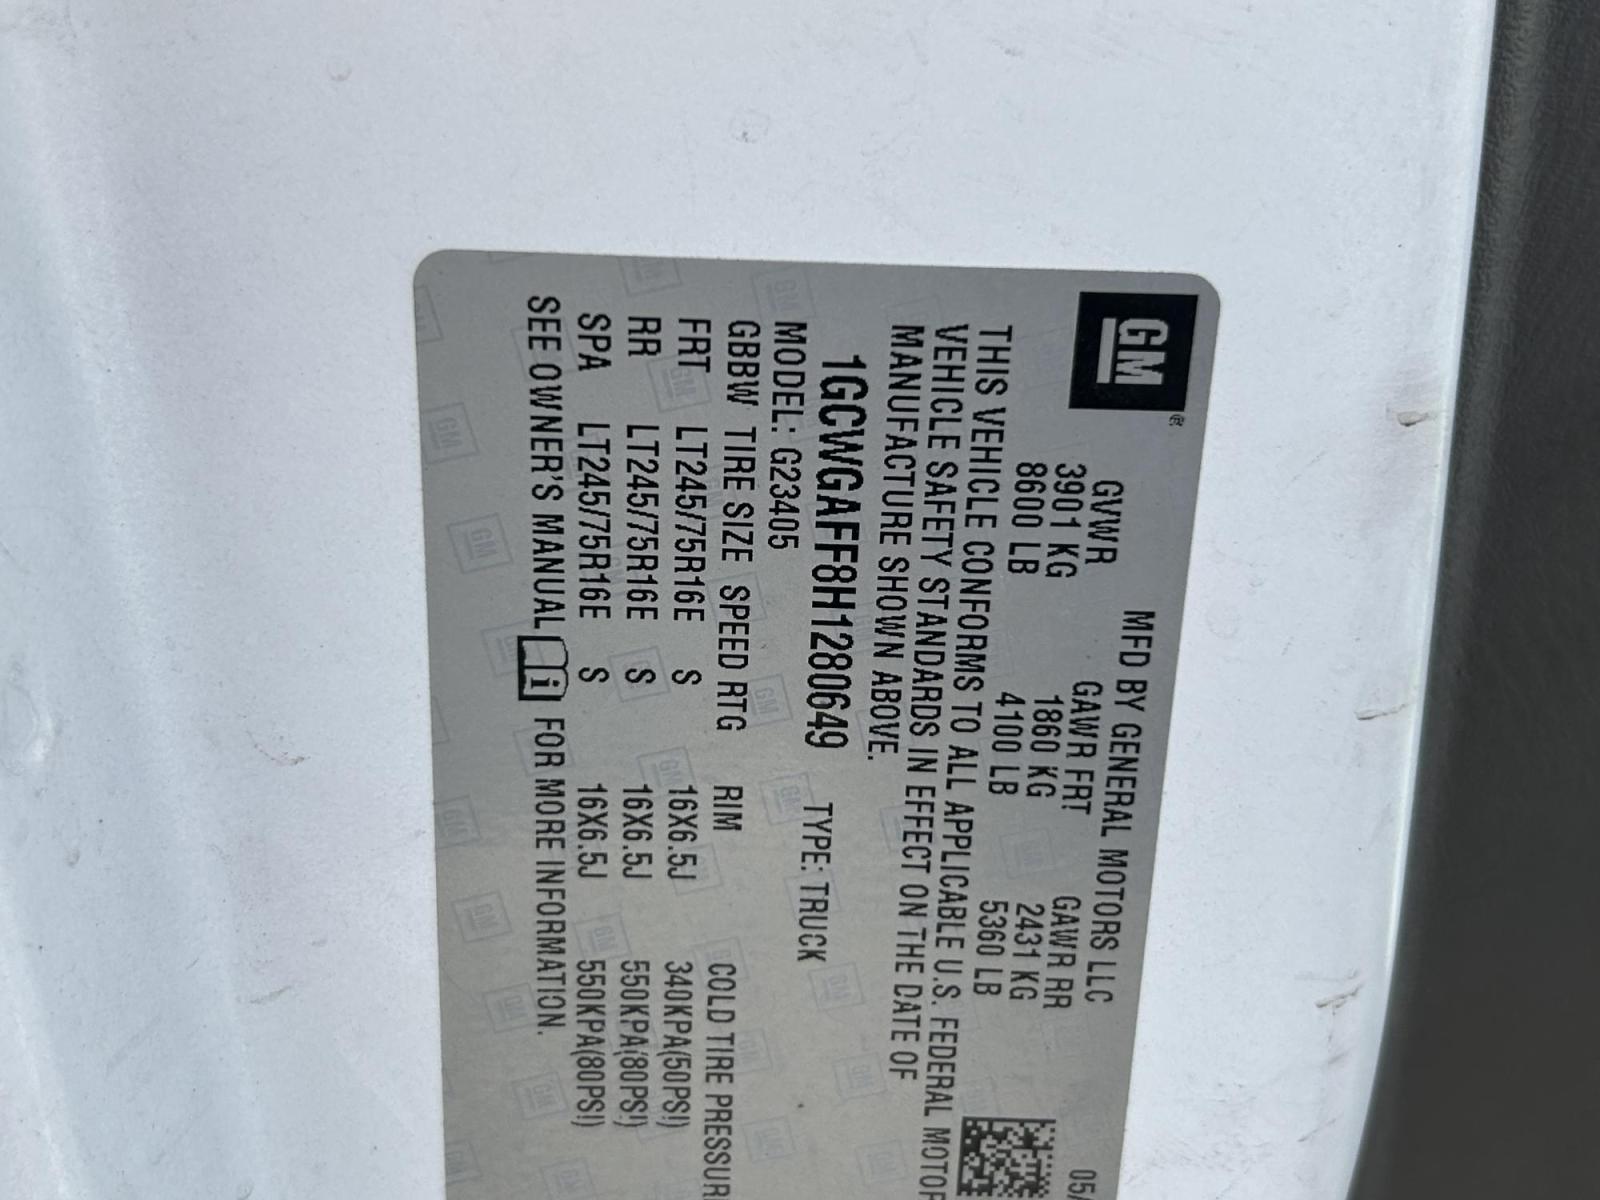 GM®
MFD BY GENERAL MOTORS LLC 05/
GVWR GAWR FRT GAWR RR
3901 KG 1860 KG 2431 KG
8600 LB 4100 LB 5360 LB
THIS VEHICLE CONFORMS TO ALL APPLICABLE U.S. FEDERAL MOTOR
VEHICLE SAFETY STANDARDS IN EFFECT ON THE DATE OF
MANUFACTURE SHOWN ABOVE.
1GCWGAFF8H1280649 TYPE: TRUCK
MODEL: G23405
GBBW TIRE SIZE SPEED RTG RIM COLD TIRE PRESSUR
FRT LT245/75R16E S 16X6.5J 340KPA(50PSI)
RR LT245/75R16E S 16X6.5J 550KPA(80PSI)
SPA LT245/75R16E S 16X6.5J 550KPA(80PSI)
SEE OWNER'S MANUAL i FOR MORE INFORMATION.